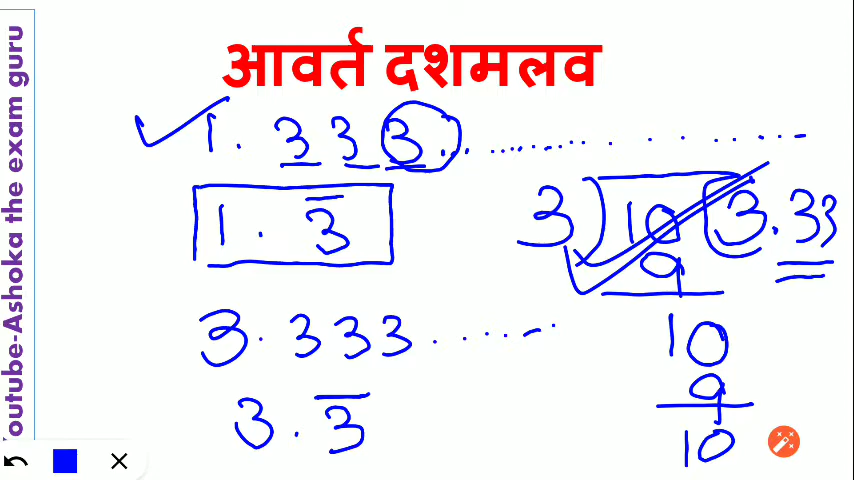 आवर्त दशमलव
1.333..................
1.3̅
3) 10 (3.33
9
10
9
10
3.333........
3.3̅
outube-Ashoka the exam guru